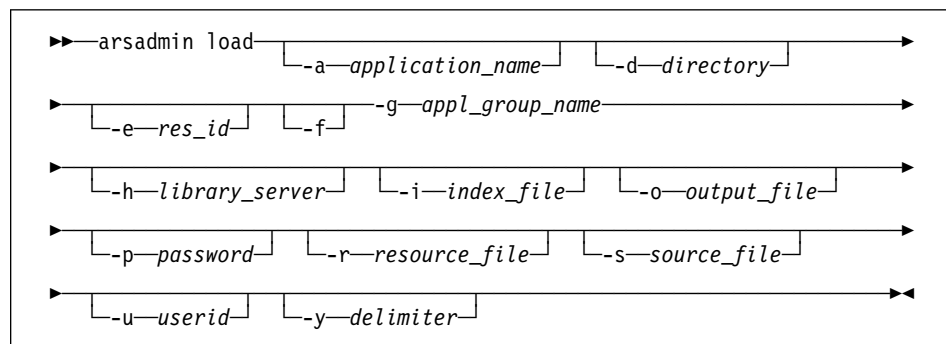 arsadmin load
-a application_name -d directory
-e res_id -f -g appl_group_name
-h library_server -i index_file -o output_file
-p password -r resource_file -s source_file
-u userid -y delimiter